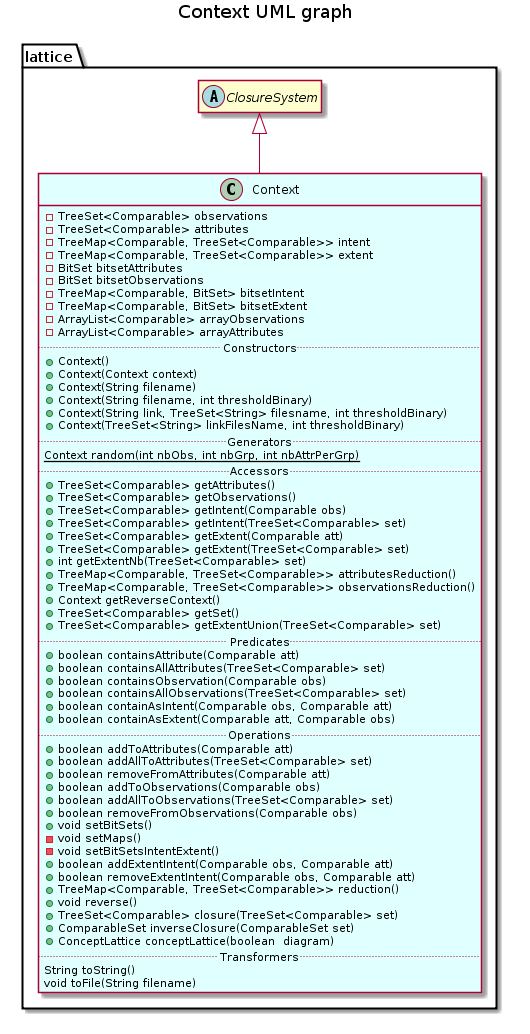 Context UML graph
lattice
A ClosureSystem
C Context
TreeSet<Comparable> observations
TreeSet<Comparable> attributes
TreeMap<Comparable, TreeSet<Comparable>> intent
TreeMap<Comparable, TreeSet<Comparable>> extent
BitSet bitsetAttributes
BitSet bitsetObservations
TreeMap<Comparable, BitSet> bitsetIntent
TreeMap<Comparable, BitSet> bitsetExtent
ArrayList<Comparable> arrayObservations
ArrayList<Comparable> arrayAttributes
Constructors
Context()
Context(Context context)
Context(String filename)
Context(String filename, int thresholdBinary)
Context(String link, TreeSet<String> filesname, int thresholdBinary)
Context(TreeSet<String> linkFilesName, int thresholdBinary)
Generators
Context random(int nbObs, int nbGrp, int nbAttrPerGrp)
Accessors
TreeSet<Comparable> getAttributes()
TreeSet<Comparable> getObservations()
TreeSet<Comparable> getIntent(Comparable obs)
TreeSet<Comparable> getIntent(TreeSet<Comparable> set)
TreeSet<Comparable> getExtent(Comparable att)
TreeSet<Comparable> getExtent(TreeSet<Comparable> set)
int getExtentNb(TreeSet<Comparable> set)
TreeMap<Comparable, TreeSet<Comparable>> attributesReduction()
TreeMap<Comparable, TreeSet<Comparable>> observationsReduction()
Context getReverseContext()
TreeSet<Comparable> getSet()
TreeSet<Comparable> getExtentUnion(TreeSet<Comparable> set)
Predicates
boolean containsAttribute(Comparable att)
boolean containsAllAttributes(TreeSet<Comparable> set)
boolean containsObservation(Comparable obs)
boolean containsAllObservations(TreeSet<Comparable> set)
boolean containAsIntent(Comparable obs, Comparable att)
boolean containAsExtent(Comparable att, Comparable obs)
Operations
boolean addToAttributes(Comparable att)
boolean addAllToAttributes(TreeSet<Comparable> set)
boolean removeFromAttributes(Comparable att)
boolean addToObservations(Comparable obs)
boolean addAllToObservations(TreeSet<Comparable> set)
boolean removeFromObservations(Comparable obs)
void setBitSets()
void setMaps()
void setBitSetsIntentExtent()
boolean addExtentIntent(Comparable obs, Comparable att)
boolean removeExtentIntent(Comparable obs, Comparable att)
TreeMap<Comparable, TreeSet<Comparable>> reduction()
void reverse()
TreeSet<Comparable> closure(TreeSet<Comparable> set)
ComparableSet inverseClosure(ComparableSet set)
ConceptLattice conceptLattice(boolean  diagram)
Transformers
String toString()
void toFile(String filename)